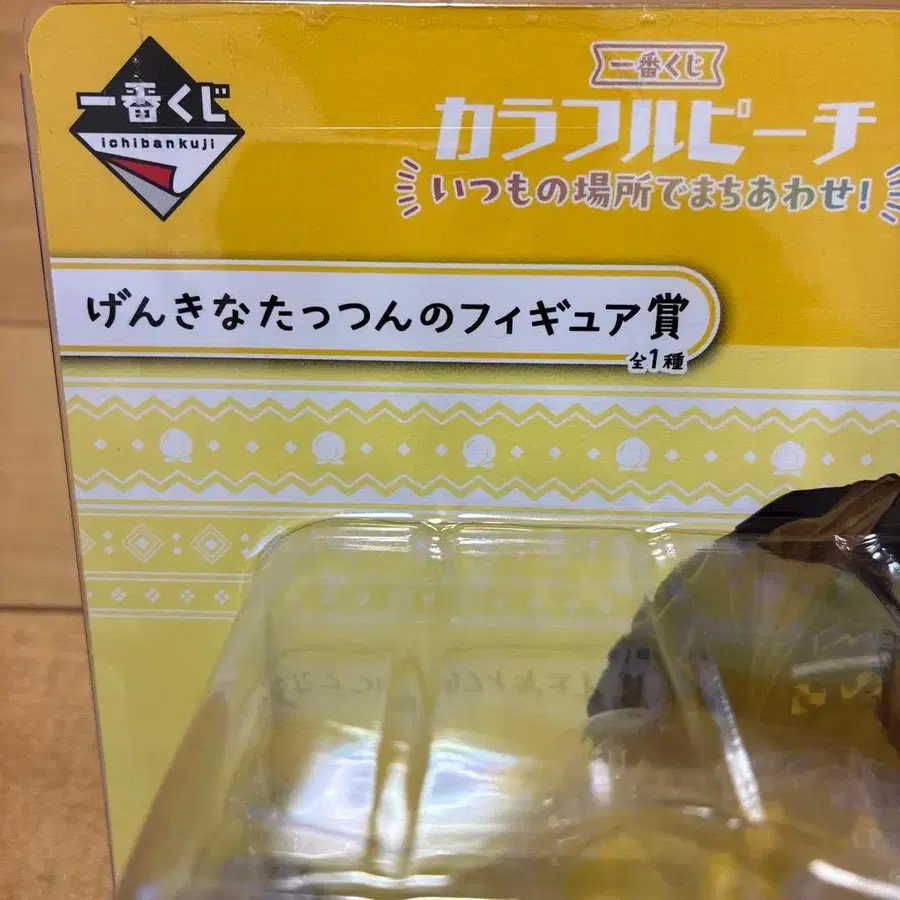 一番くじ
ichibankuji
一番くじ
カラフルピーチ
いつもの場所でまちあわせ!
げんきなたっつんのフィギュア賞
全1種